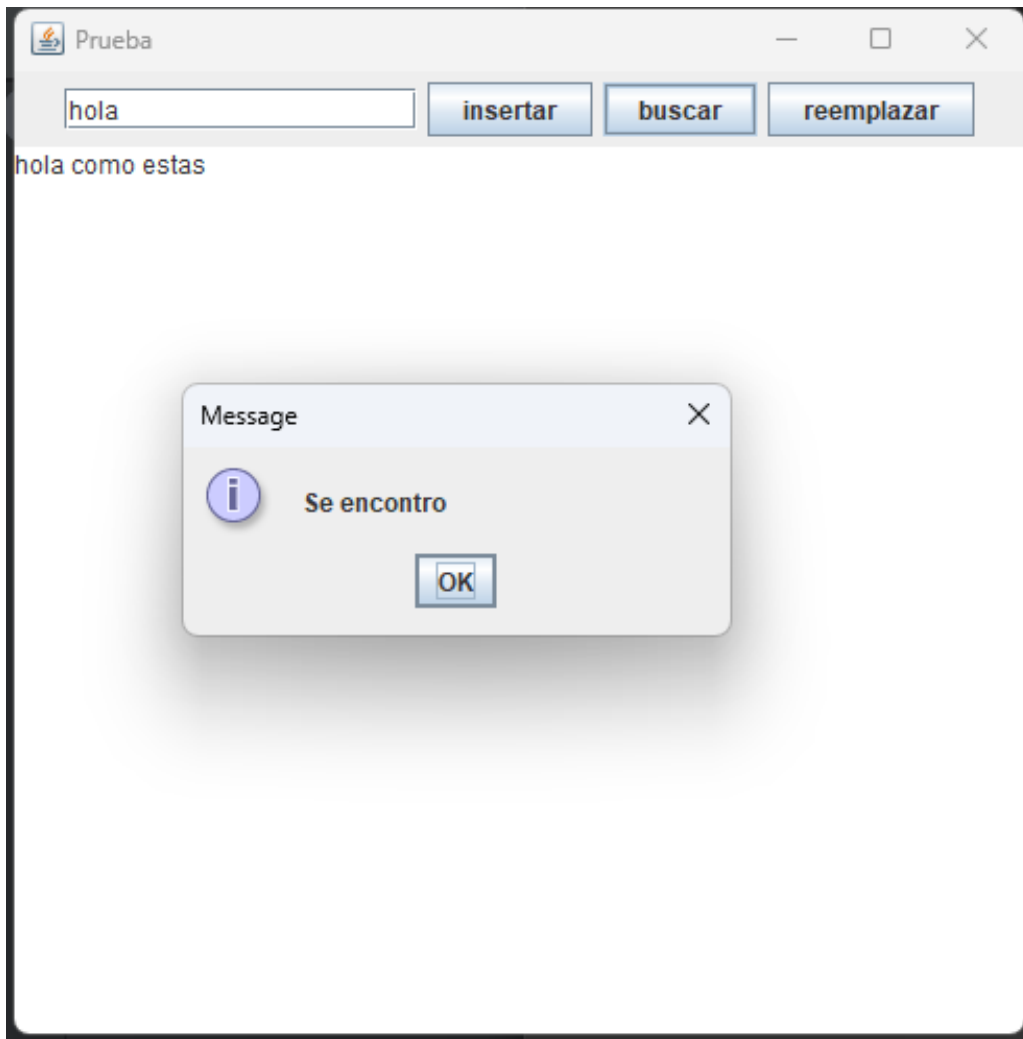 Prueba
hola insertar buscar reemplazar
hola como estas
Message
i Se encontro
OK